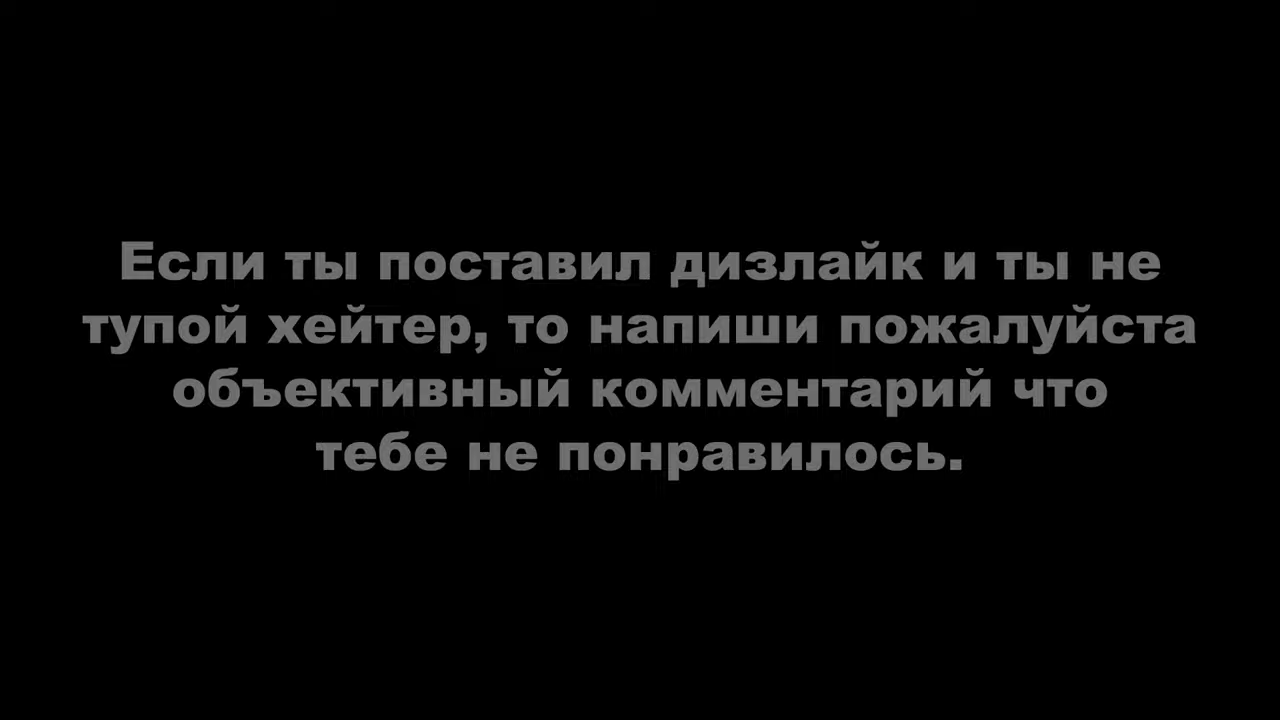 Если ты поставил дизлайк и ты не
тупой хейтер, то напиши пожалуйста
объективный комментарий что
тебе не понравилось.